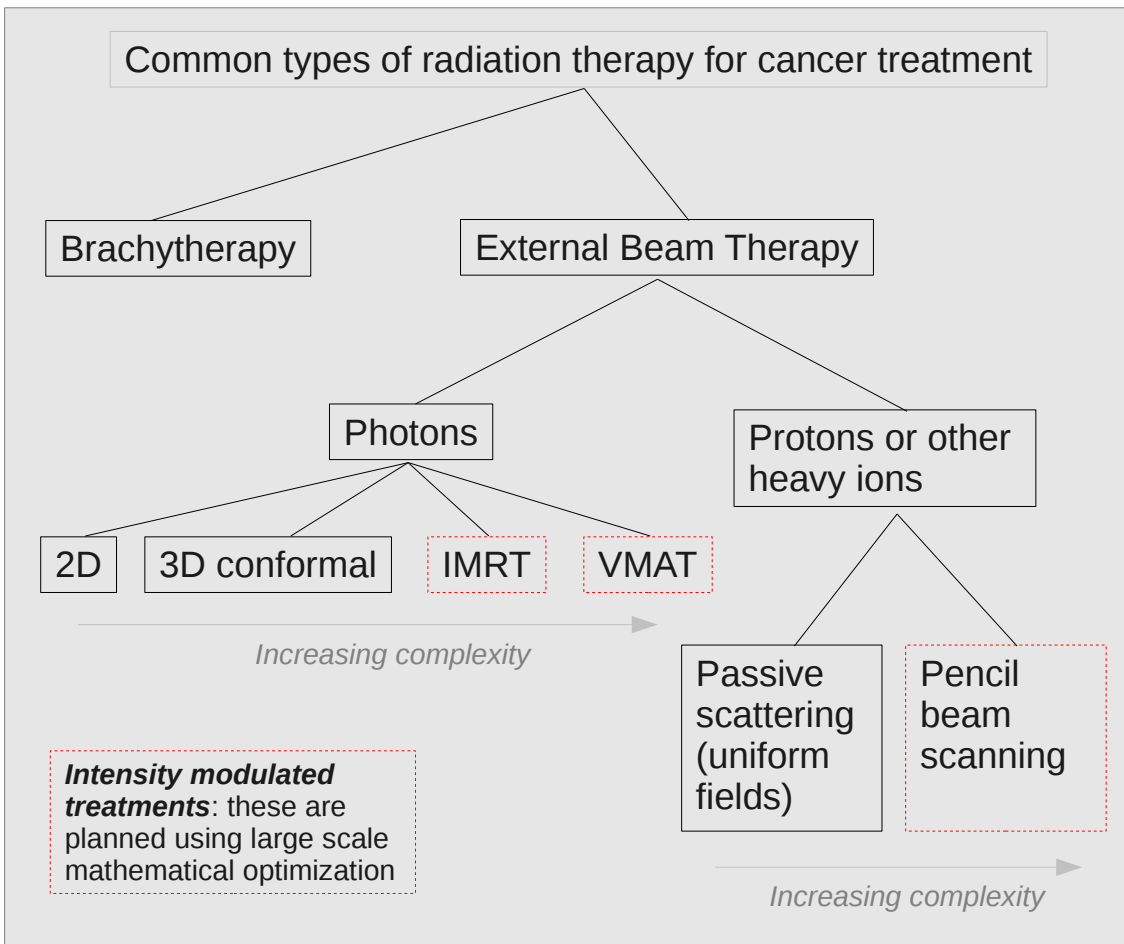 Common types of radiation therapy for cancer treatment
Brachytherapy
External Beam Therapy
Photons
Protons or other
heavy ions
2D
3D conformal
IMRT
VMAT
Increasing complexity
Passive
scattering
(uniform
fields)
Pencil
beam
scanning
Intensity modulated
treatments: these are
planned using large scale
mathematical optimization
Increasing complexity